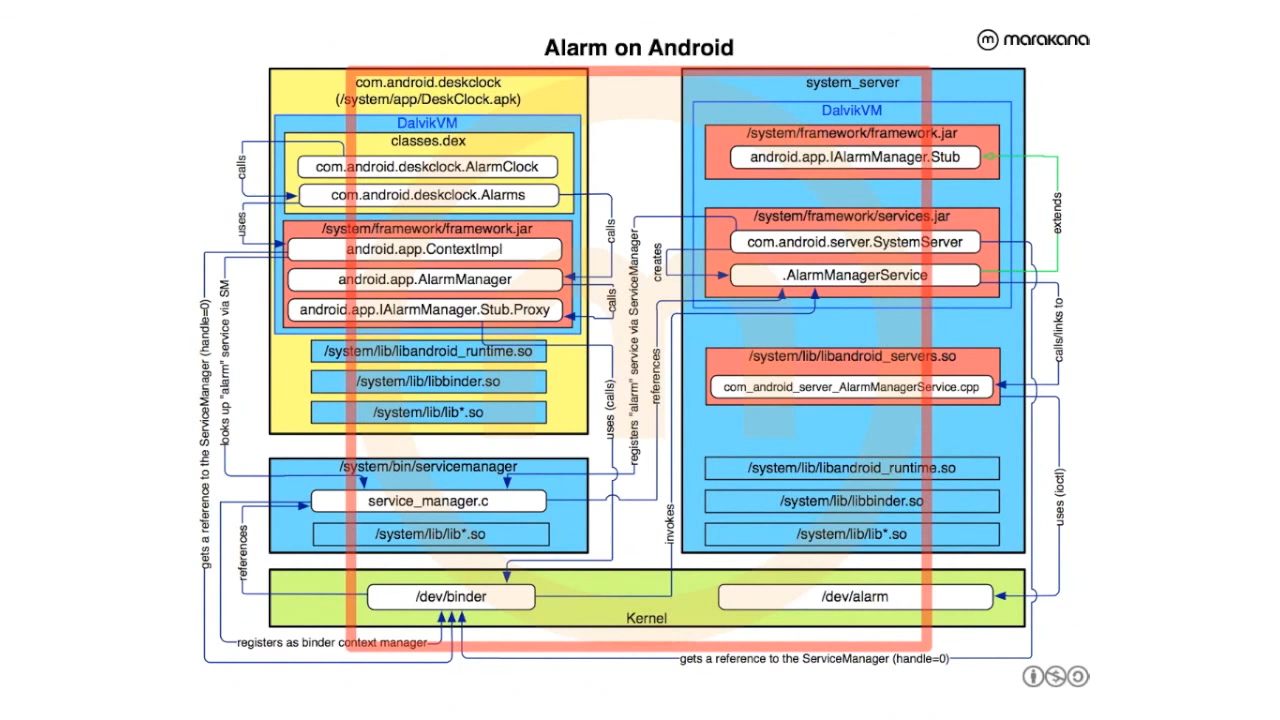 marakana
Alarm on Android
com.android.deskclock
(/system/app/DeskClock.apk)
DalvikVM
classes.dex
com.android.deskclock.AlarmClock
com.android.deskclock.Alarms
/system/framework/framework.jar
android.app.ContextImpl
android.app.AlarmManager
android.app.IAlarmManager.Stub.Proxy
/system/lib/libandroid_runtime.so
/system/lib/libbinder.so
/system/lib/lib*.so
calls
uses
calls
calls
gets a reference to the ServiceManager (handle=0)
looks up "alarm" service via SM
uses (calls)
registers "alarm" service via ServiceManager
creates
references
invokes
system_server
DalvikVM
/system/framework/framework.jar
android.app.IAlarmManager.Stub
/system/framework/services.jar
com.android.server.SystemServer
.AlarmManagerService
extends
calls/links to
/system/lib/libandroid_servers.so
com_android_server_AlarmManagerService.cpp
/system/lib/libandroid_runtime.so
/system/lib/libbinder.so
/system/lib/lib*.so
uses (ioctl)
/system/bin/servicemanager
service_manager.c
/system/lib/lib*.so
references
/dev/binder
/dev/alarm
Kernel
registers as binder context manager
gets a reference to the ServiceManager (handle=0)